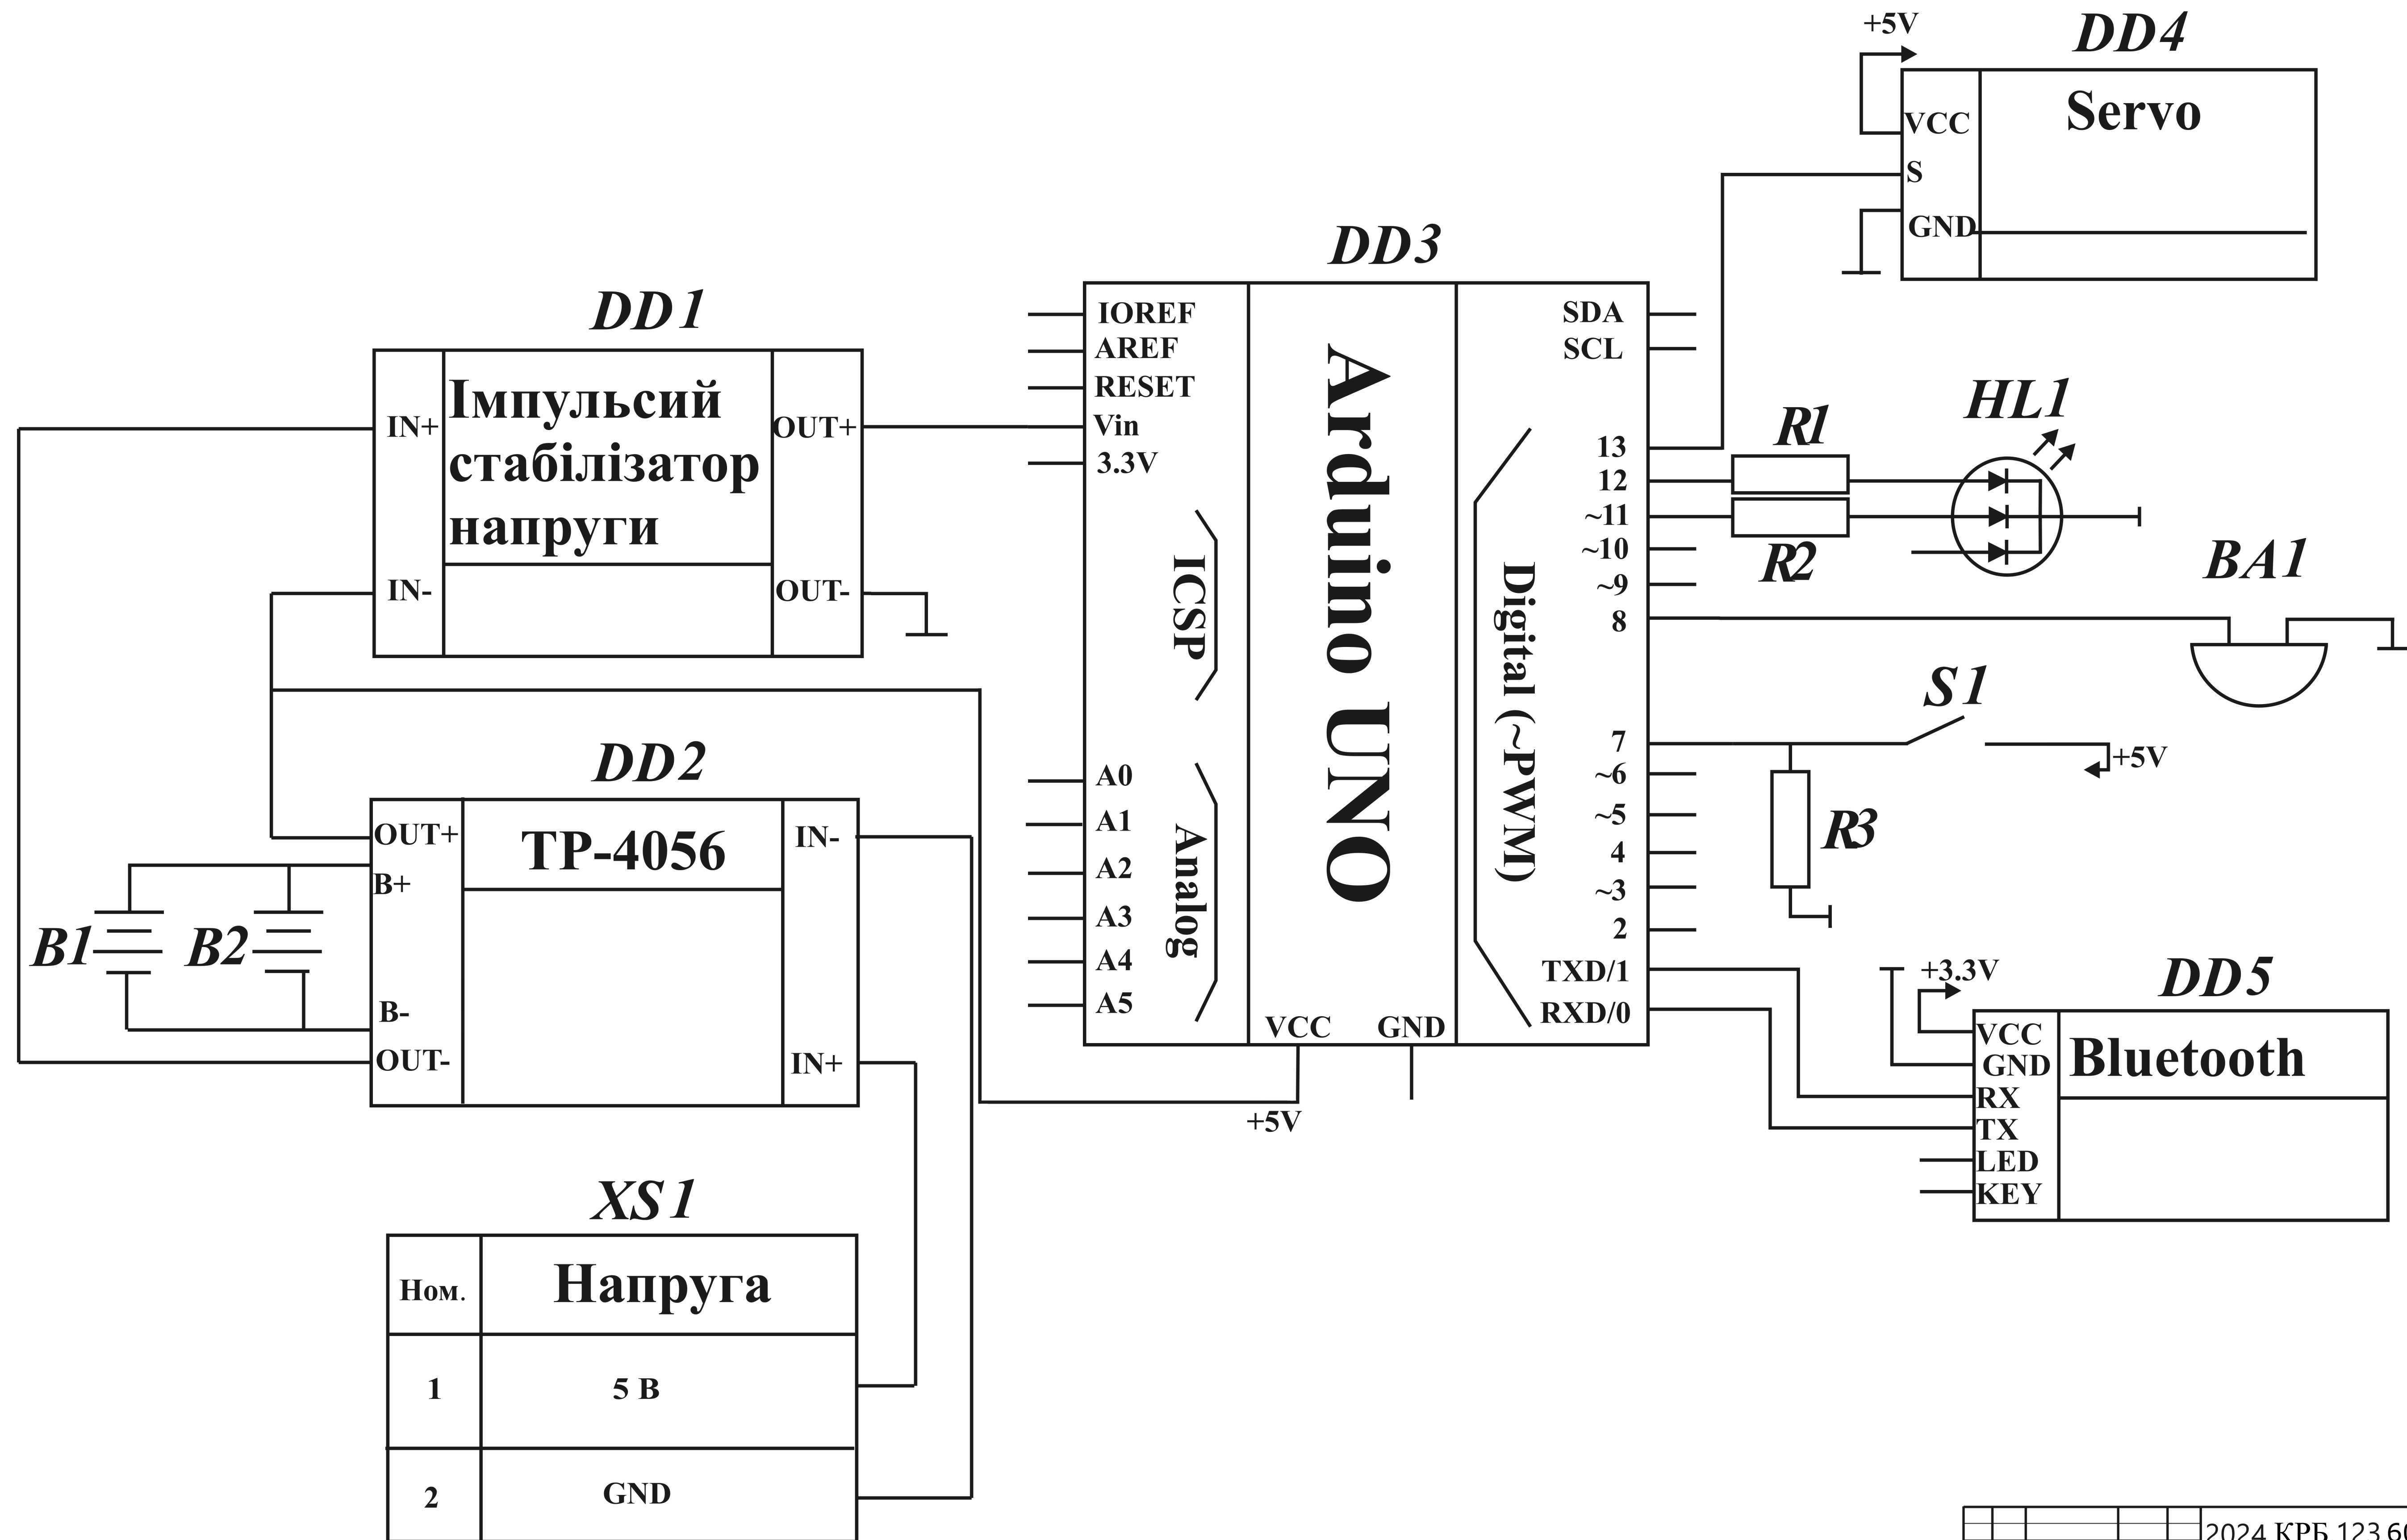 +5V
DD4
Servo
VCC
S
GND
DD3
IOREF
AREF
RESET
Vin
3.3V
ICSP
A0
A1
A2
A3
A4
A5
Analog
Arduino UNO
VCC
GND
+5V
Digital (~PWM)
SDA
SCL
13
12
~11
~10
~9
8
7
~6
~5
4
~3
2
TXD/1
RXD/0
DD1
IN+
IN-
Імпульсий
стабілізатор
напруги
OUT+
OUT-
R1
R2
HL1
BA1
S1
+5V
R3
DD2
OUT+
B+
B-
OUT-
TP-4056
IN-
IN+
B1
B2
+3.3V
DD5
VCC
GND
RX
TX
LED
KEY
Bluetooth
XS1
Ном.
Напруга
1
5 В
2
GND
2024 КРБ 123